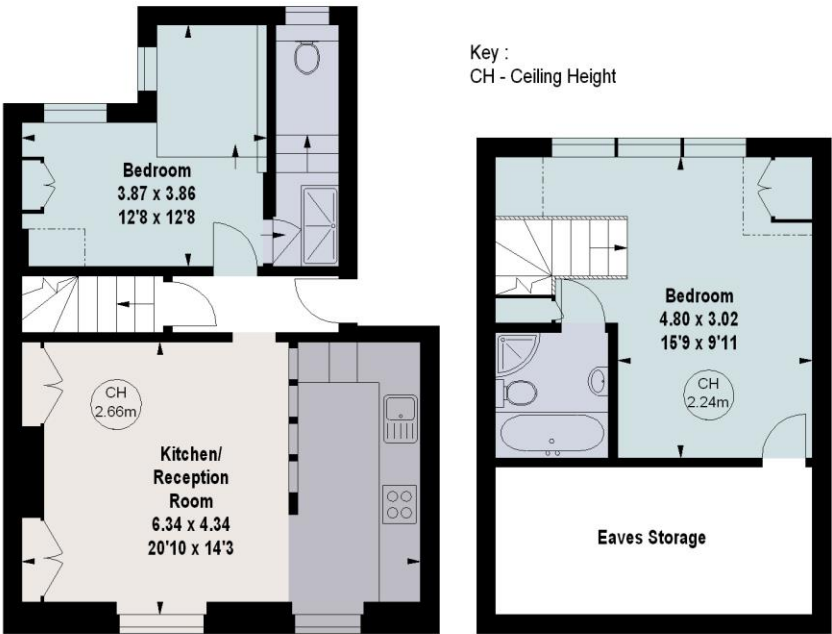 Key :
CH - Ceiling Height
Bedroom
3.87 x 3.86
12'8 x 12'8
CH
2.66m
Kitchen/
Reception
Room
6.34 x 4.34
20'10 x 14'3
Bedroom
4.80 x 3.02
15'9 x 9'11
CH
2.24m
Eaves Storage